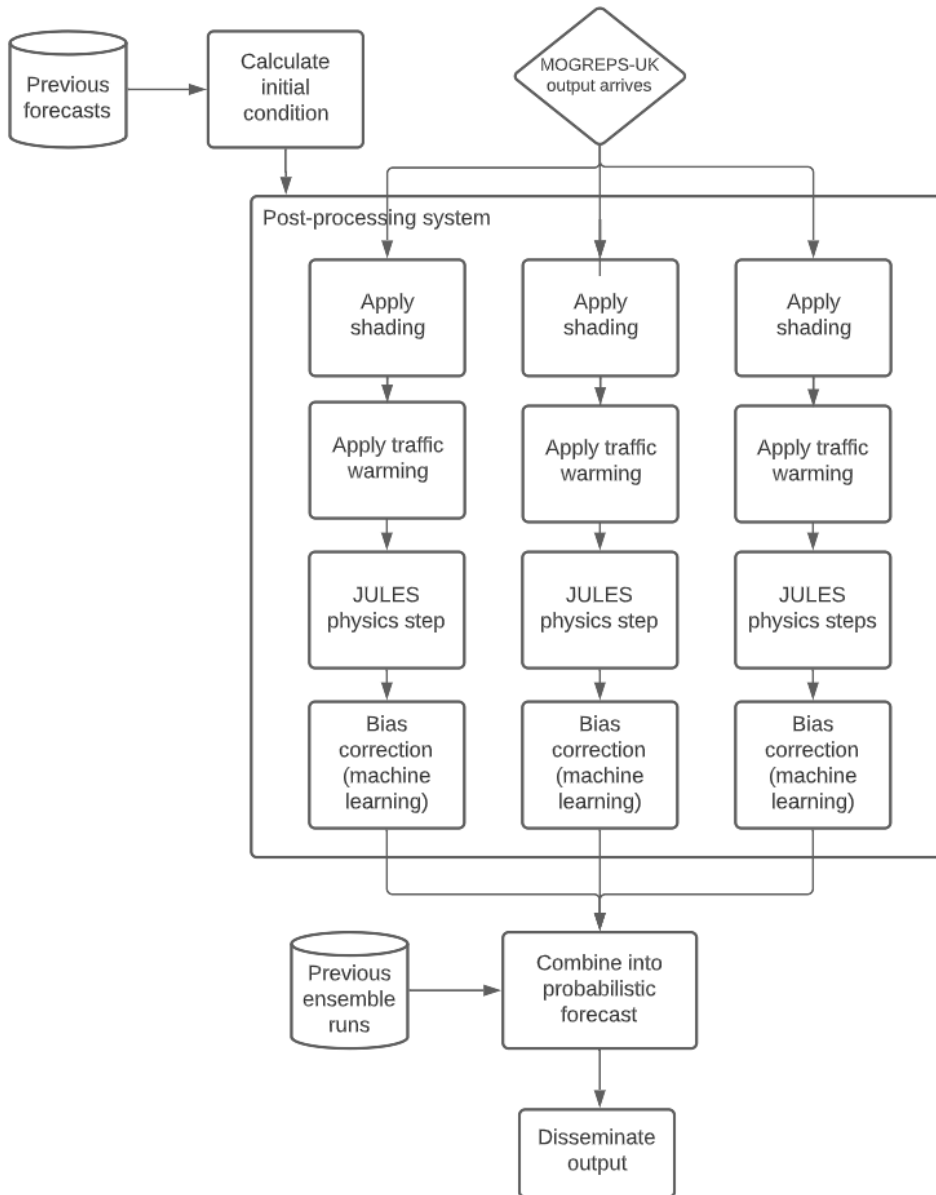 Previous
forecasts
Calculate
initial
condition
MOGREPS-UK
output arrives
Post-processing system
Apply
shading
Apply
shading
Apply
shading
Apply traffic
warming
Apply traffic
warming
Apply traffic
warming
JULES
physics step
JULES
physics step
JULES
physics steps
Bias
correction
(machine
learning)
Bias
correction
(machine
learning)
Bias
correction
(machine
learning)
Previous
ensemble
runs
Combine into
probabilistic
forecast
Disseminate
output